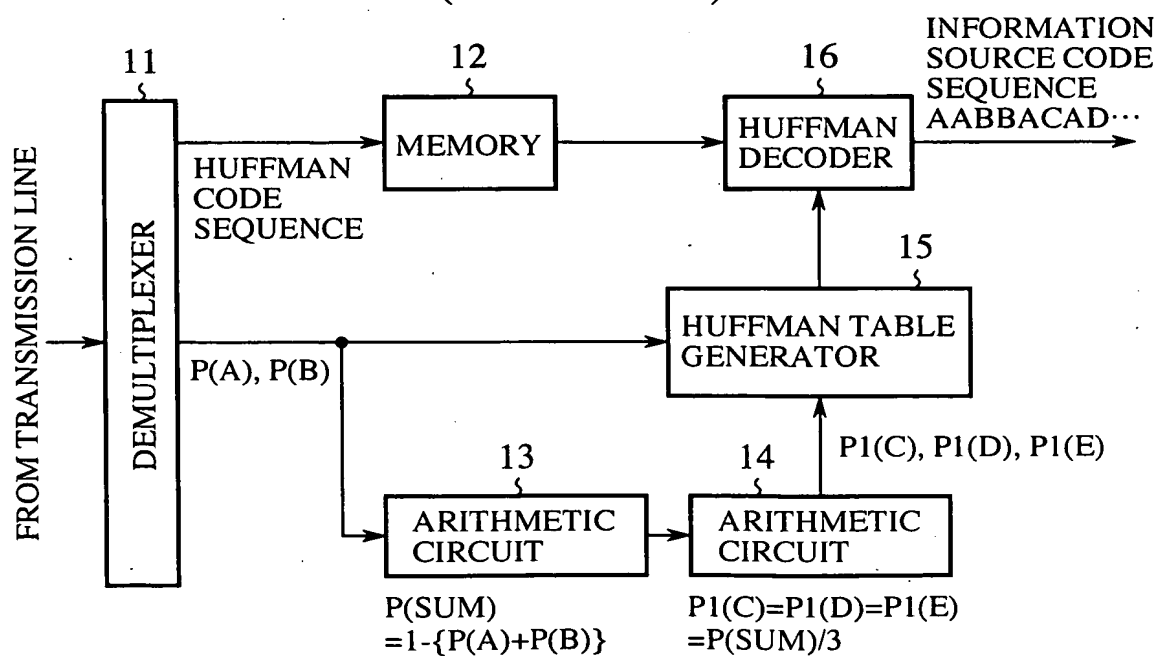 11
12
16
INFORMATION
SOURCE CODE
SEQUENCE
AABBACAD···
MEMORY
HUFFMAN
DECODER
HUFFMAN
CODE
SEQUENCE
FROM TRANSMISSION LINE
DEMULTIPLEXER
15
HUFFMAN TABLE
GENERATOR
P(A), P(B)
P1(C), P1(D), P1(E)
13
14
ARITHMETIC
CIRCUIT
ARITHMETIC
CIRCUIT
P(SUM)
=1-{P(A)+P(B)}
P1(C)=P1(D)=P1(E)
=P(SUM)/3